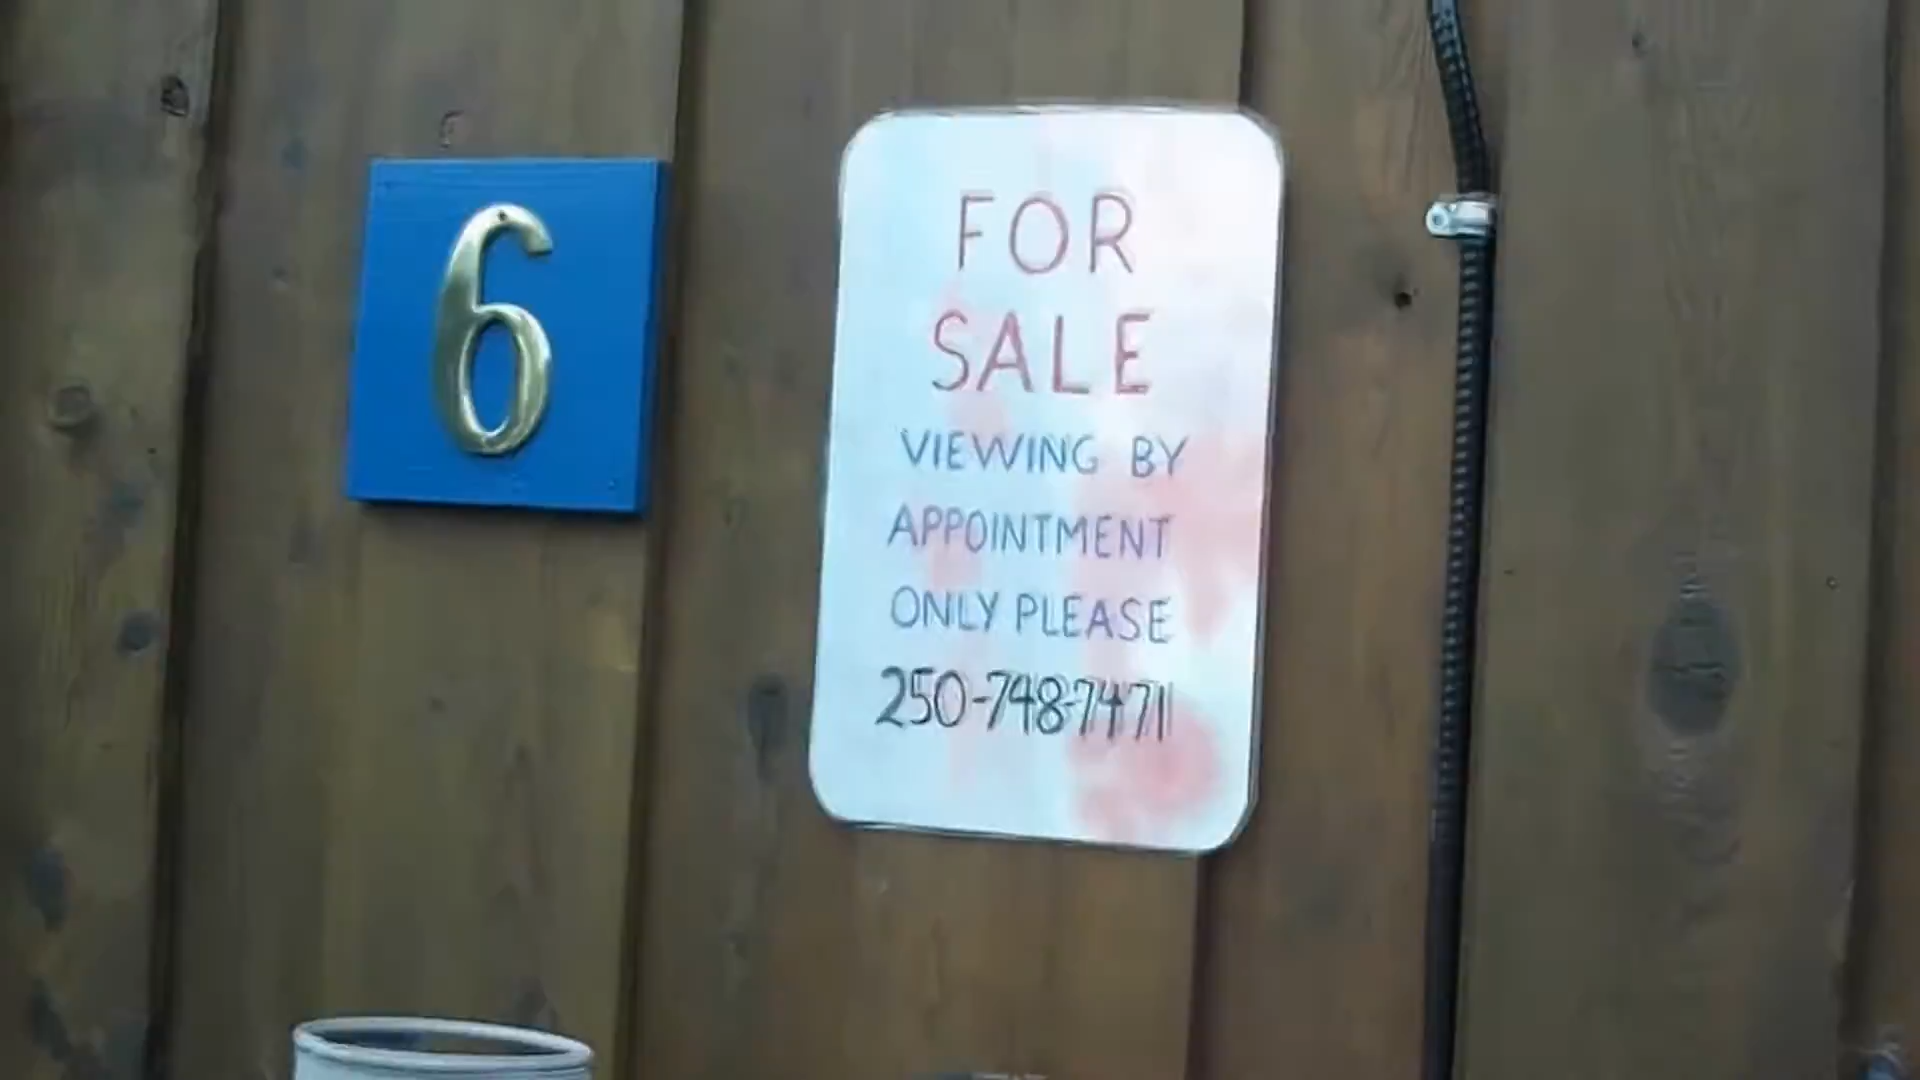 6
FOR
SALE
VIEWING BY
APPOINTMENT
ONLY PLEASE
250-748-7471